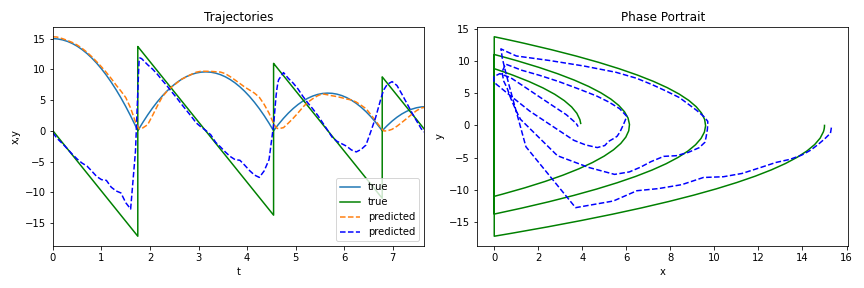 Trajectories
x,y
15
10
5
0
−5
−10
−15
0 1 2 3 4 5 6 7
t
true
true
predicted
predicted
Phase Portrait
y
15
10
5
0
−5
−10
−15
0 2 4 6 8 10 12 14 16
x